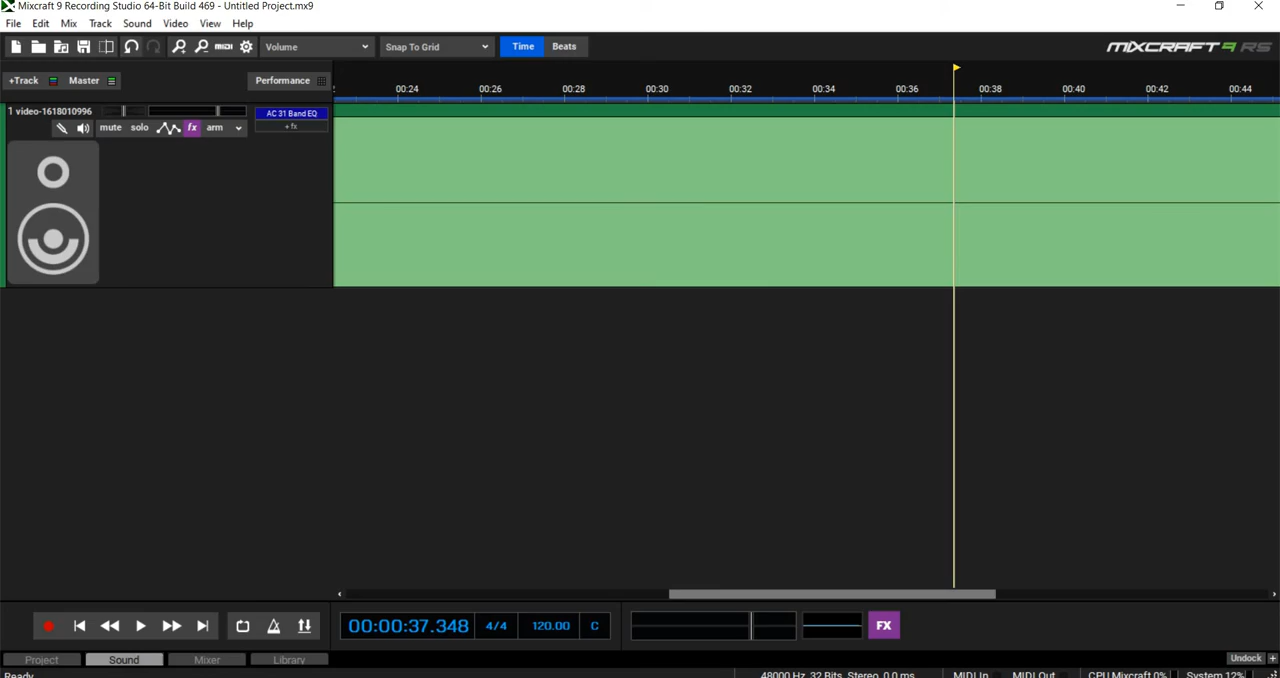 Mixcraft 9 Recording Studio 64-Bit Build 469 - Untitled Project.mx9
File Edit Mix Track Sound Video View Help
MIDI Volume Snap To Grid Time Beats MIXCRAFT 9 RS
+Track Master Performance
00:24 00:26 00:28 00:30 00:32 00:34 00:36 00:38 00:40 00:42 00:44
1 video-1618010996
AC 31 Band EQ
mute solo fx arm
+ fx
00:00:37.348 4/4 120.00 C FX
Project Sound Mixer Library Undock +
Ready 48000 Hz, 32 Bits, Stereo, 0.0 ms MIDI In MIDI Out CPU Mixcraft 0% System 12%